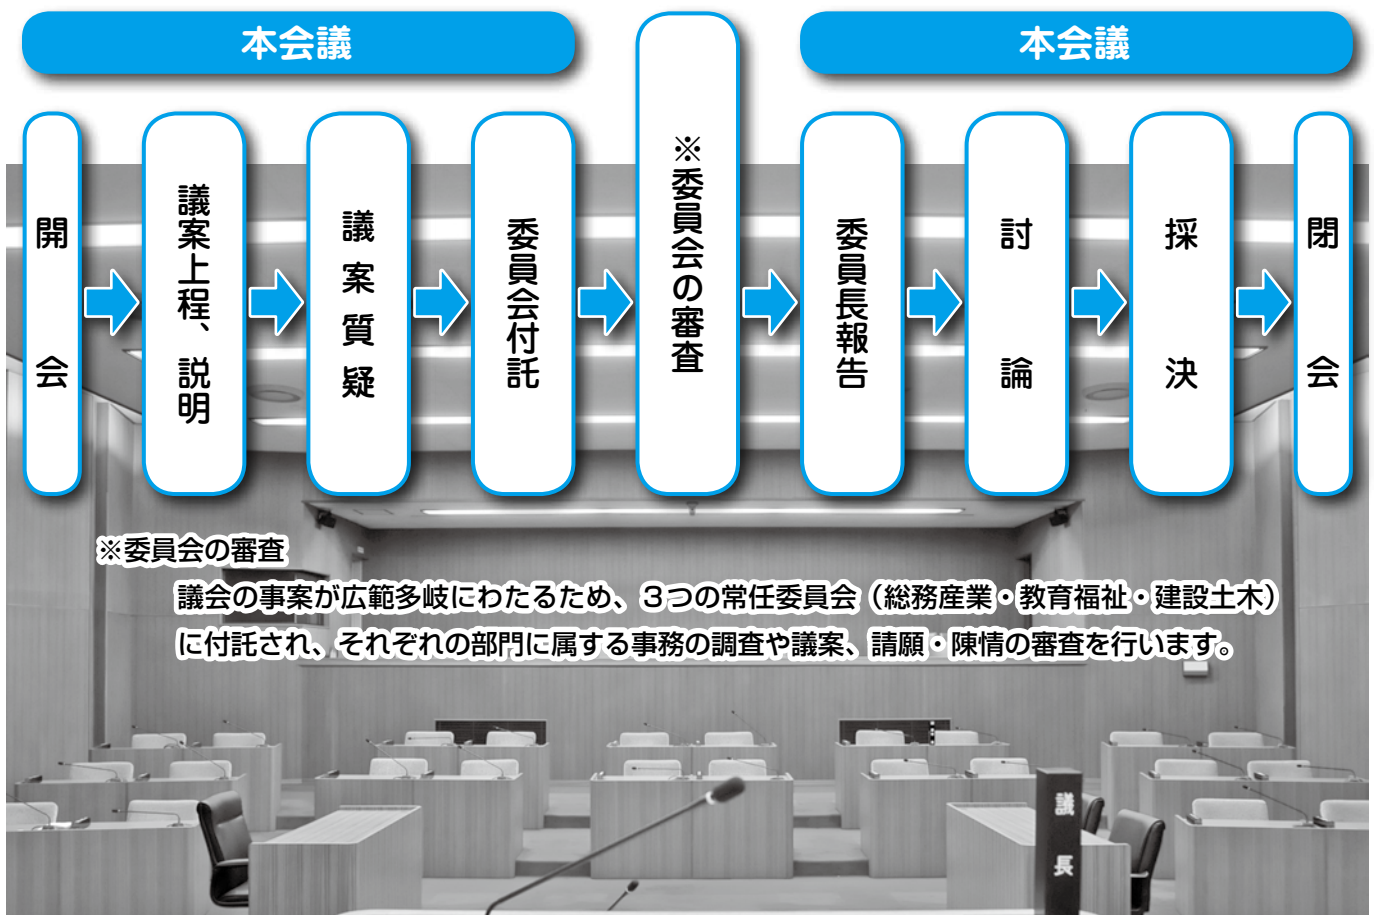 本会議
本会議
開会
議案上程、説明
議案質疑
委員会付託
※委員会の審査
委員長報告
討論
採決
閉会
※委員会の審査
議会の事案が広範多岐にわたるため、3つの常任委員会（総務産業・教育福祉・建設土木）
に付託され、それぞれの部門に属する事務の調査や議案、請願・陳情の審査を行います。
議長